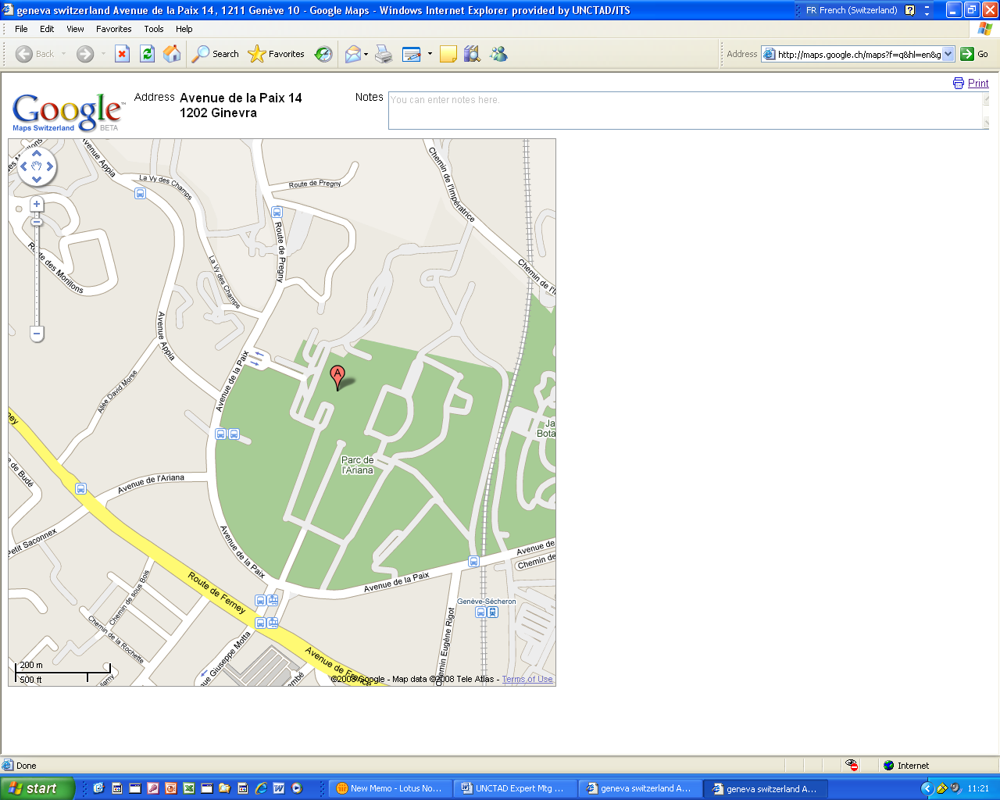 geneva switzerland Avenue de la Paix 14, 1211 Genève 10 - Google Maps - Windows Internet Explorer provided by UNCTAD/ITS
FR French (Switzerland)
File Edit View Favorites Tools Help
Back Search Favorites Address http://maps.google.ch/maps?f=q&hl=en&g Go
Print
Google™
Maps Switzerland BETA
Address Avenue de la Paix 14
1202 Ginevra
Notes You can enter notes here.
Avenue Appia
La Vy des Champs
Route de Pregny
Chemin de l'Impératrice
Route de Pregny
Route des Morillons
La Vy des Champs
Chemin de l'I
Avenue Appia
Avenue de la Paix
A
Allée David Morse
ney
Ja
Bota
Parc de
l'Ariana
e de Budé
Avenue de l'Ariana
Petit Saconnex
Avenue de la Paix
Avenue de
Chemin de
Avenue de la Paix
Route de Ferney
Chemin de sous Bois
Genève-Sécheron
Chemin de la Rochette
Chemin Eugène Rigot
nue Giuseppe Motta
Avenue de France
200 m
500 ft
lamy
mbé
©2008 Google - Map data ©2008 Tele Atlas - Terms of Use
Done Internet
start New Memo - Lotus No... UNCTAD Expert Mtg ... geneva switzerland A... geneva switzerland A... 11:21